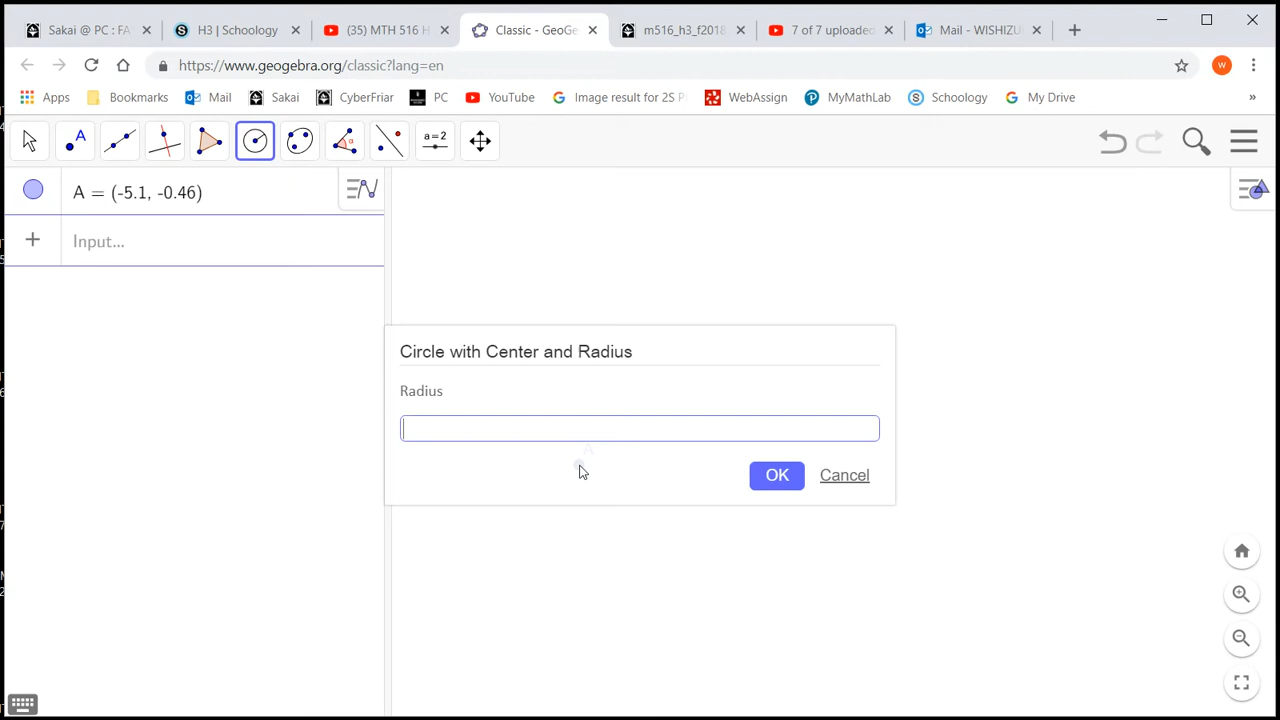 Sakai @ PC : FA
H3 | Schoology
(35) MTH 516 H
Classic - GeoGe
m516_h3_f2018
7 of 7 uploaded
Mail - WISHIZU
https://www.geogebra.org/classic?lang=en
w
Apps
Bookmarks
Mail
Sakai
CyberFriar
PC
YouTube
Image result for 2S P
WebAssign
MyMathLab
Schoology
My Drive
»
A
α
a=2
A = (-5.1, -0.46)
Input...
Circle with Center and Radius
Radius
A
OK
Cancel